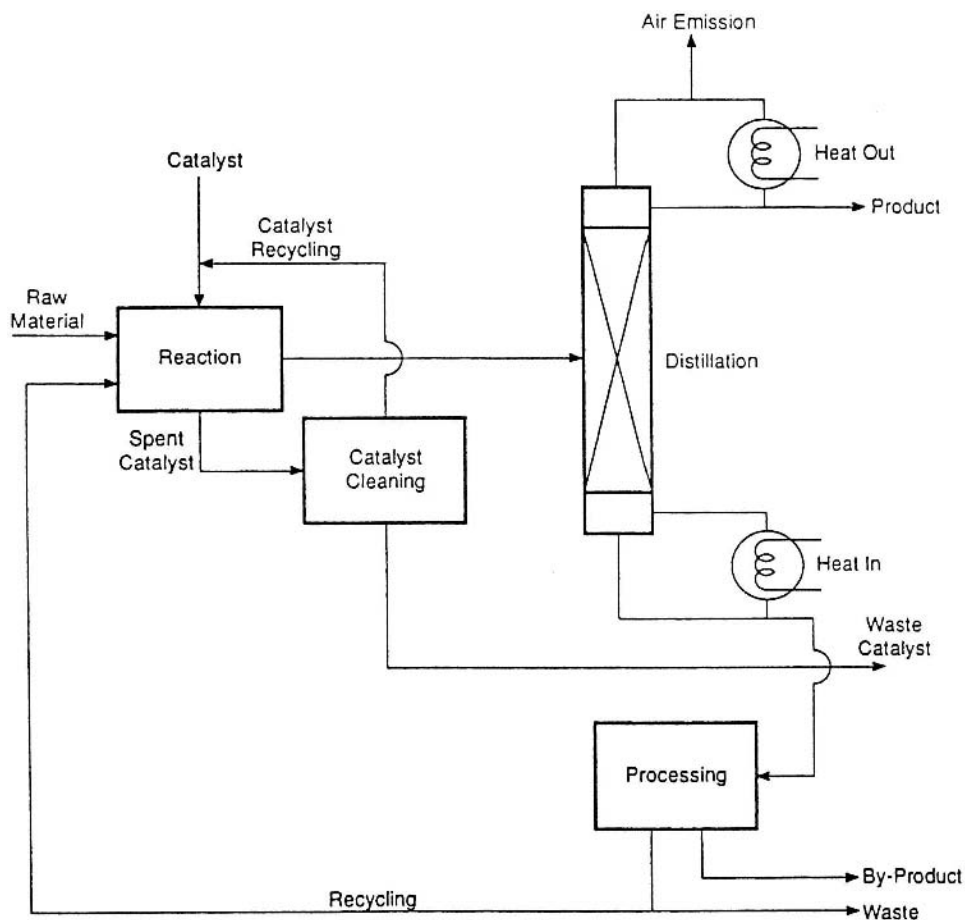 Air Emission
Heat Out
Catalyst
Product
Catalyst
Recycling
Raw
Material
Reaction
Distillation
Spent
Catalyst
Catalyst
Cleaning
Heat In
Waste
Catalyst
Processing
By-Product
Recycling
Waste